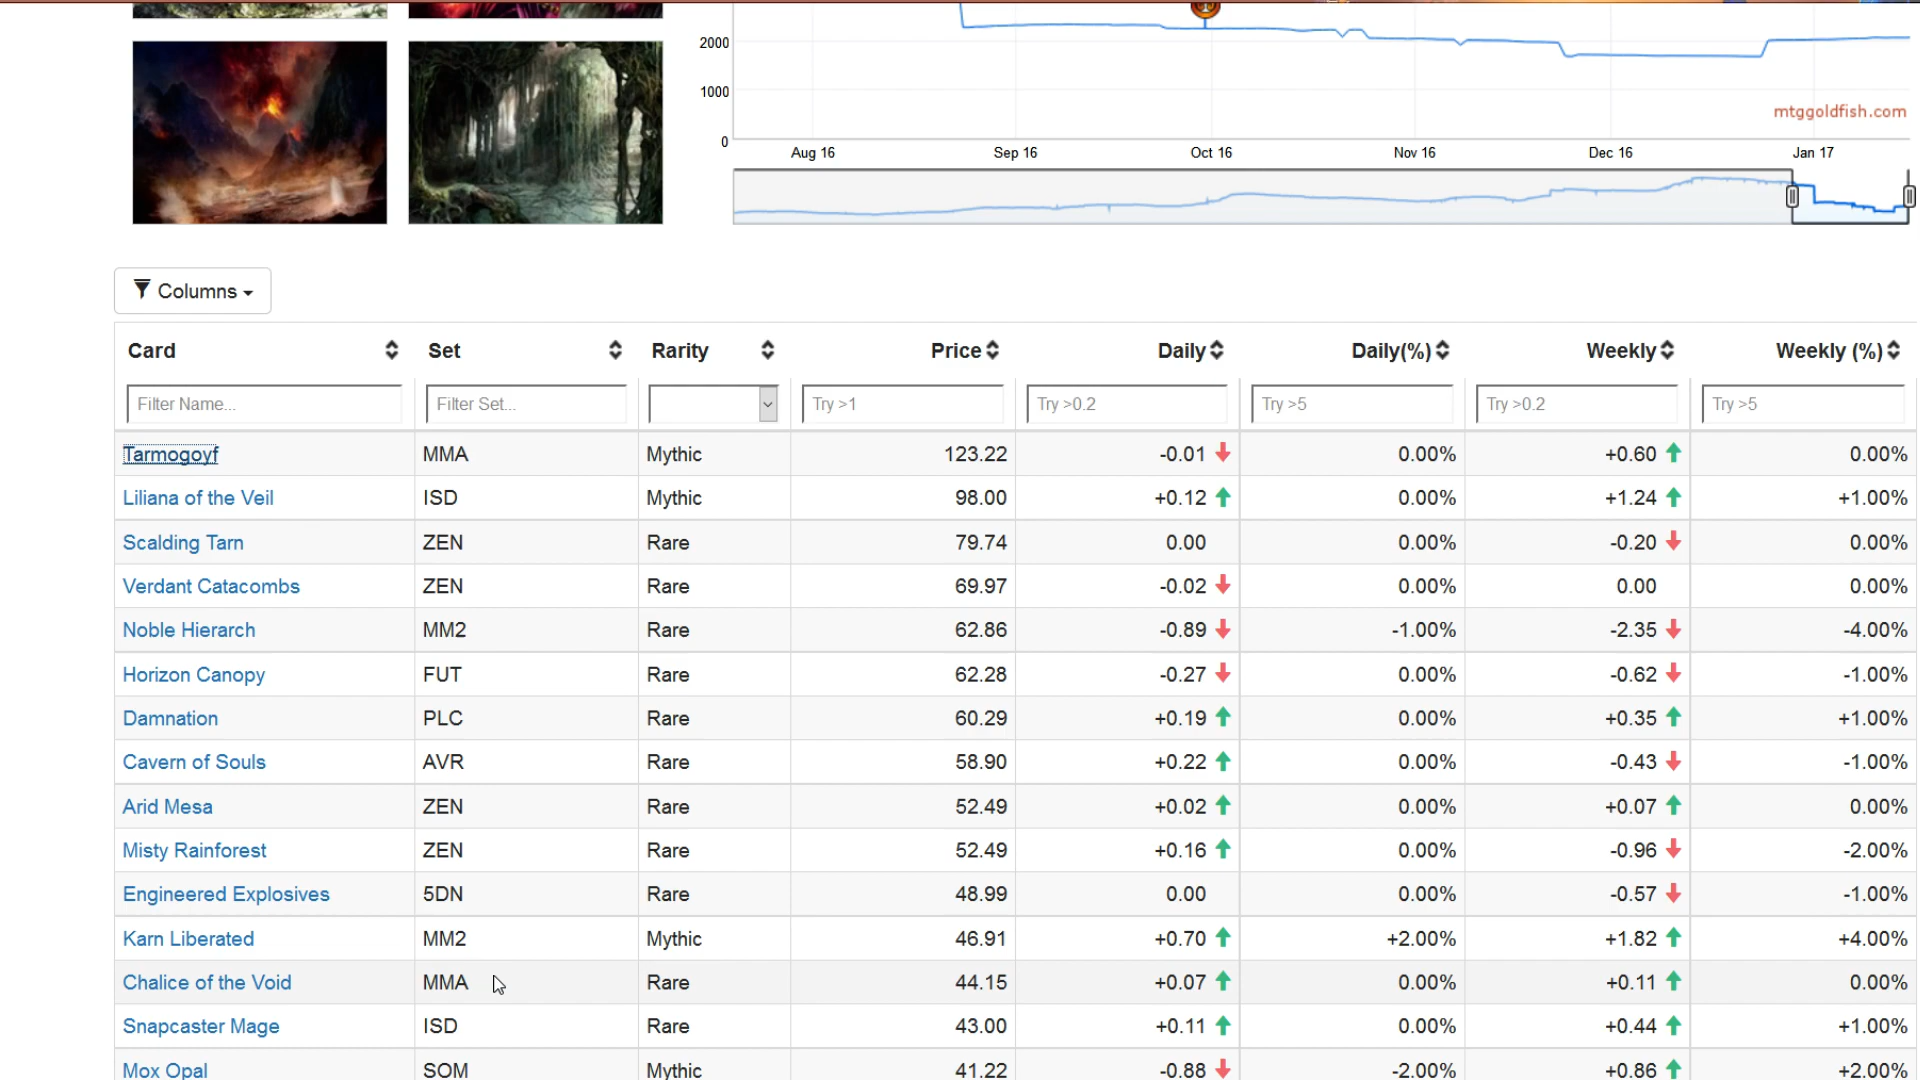 2000
1000
0
mtggoldfish.com
Aug 16 Sep 16 Oct 16 Nov 16 Dec 16 Jan 17
Columns
Card Set Rarity Price Daily Daily(%) Weekly Weekly (%)
Filter Name... Filter Set... Try >1 Try >0.2 Try >5 Try >0.2 Try >5
Tarmogoyf MMA Mythic 123.22 -0.01 0.00% +0.60 0.00%
Liliana of the Veil ISD Mythic 98.00 +0.12 0.00% +1.24 +1.00%
Scalding Tarn ZEN Rare 79.74 0.00 0.00% -0.20 0.00%
Verdant Catacombs ZEN Rare 69.97 -0.02 0.00% 0.00 0.00%
Noble Hierarch MM2 Rare 62.86 -0.89 -1.00% -2.35 -4.00%
Horizon Canopy FUT Rare 62.28 -0.27 0.00% -0.62 -1.00%
Damnation PLC Rare 60.29 +0.19 0.00% +0.35 +1.00%
Cavern of Souls AVR Rare 58.90 +0.22 0.00% -0.43 -1.00%
Arid Mesa ZEN Rare 52.49 +0.02 0.00% +0.07 0.00%
Misty Rainforest ZEN Rare 52.49 +0.16 0.00% -0.96 -2.00%
Engineered Explosives 5DN Rare 48.99 0.00 0.00% -0.57 -1.00%
Karn Liberated MM2 Mythic 46.91 +0.70 +2.00% +1.82 +4.00%
Chalice of the Void MMA Rare 44.15 +0.07 0.00% +0.11 0.00%
Snapcaster Mage ISD Rare 43.00 +0.11 0.00% +0.44 +1.00%
Mox Opal SOM Mythic 41.22 -0.88 -2.00% +0.86 +2.00%